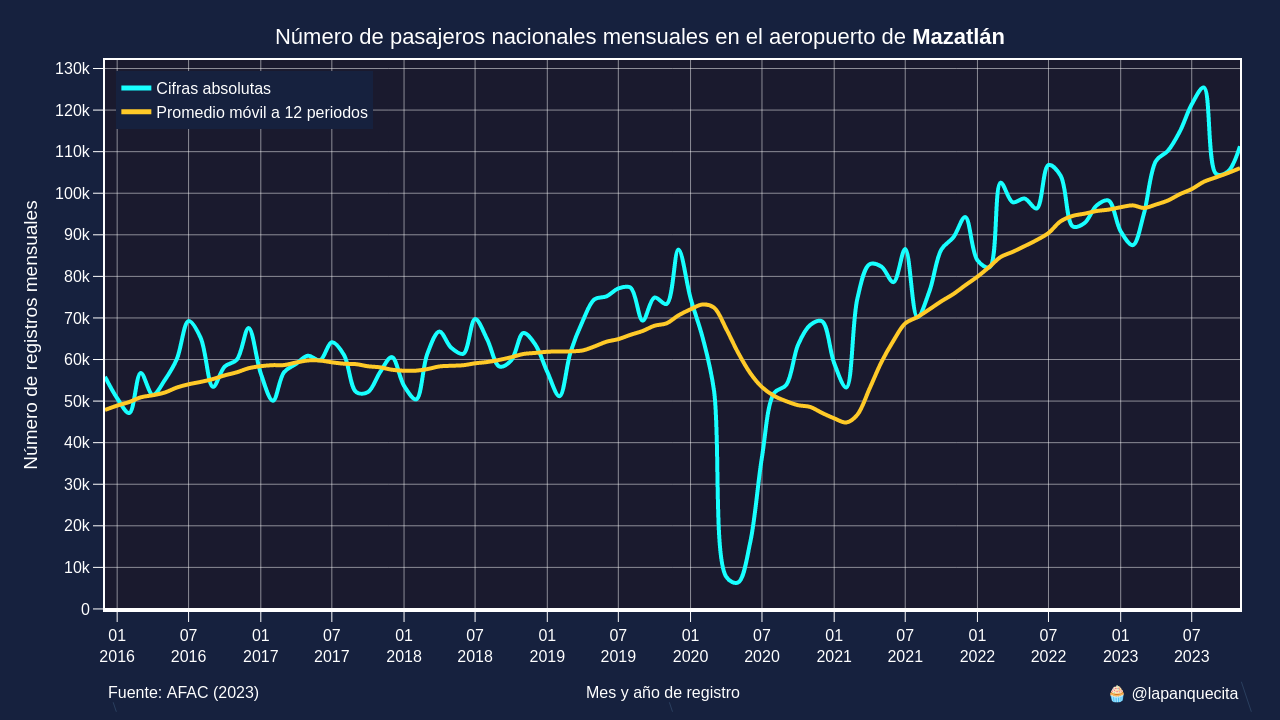 Número de pasajeros nacionales mensuales en el aeropuerto de Mazatlán
Cifras absolutas
Promedio móvil a 12 periodos
Número de registros mensuales
130k
120k
110k
100k
90k
80k
70k
60k
50k
40k
30k
20k
10k
0
01 07 01 07 01 07 01 07 01 07 01 07 01 07 01 07
2016 2016 2017 2017 2018 2018 2019 2019 2020 2020 2021 2021 2022 2022 2023 2023
Fuente: AFAC (2023)
Mes y año de registro
🧁 @lapanquecita